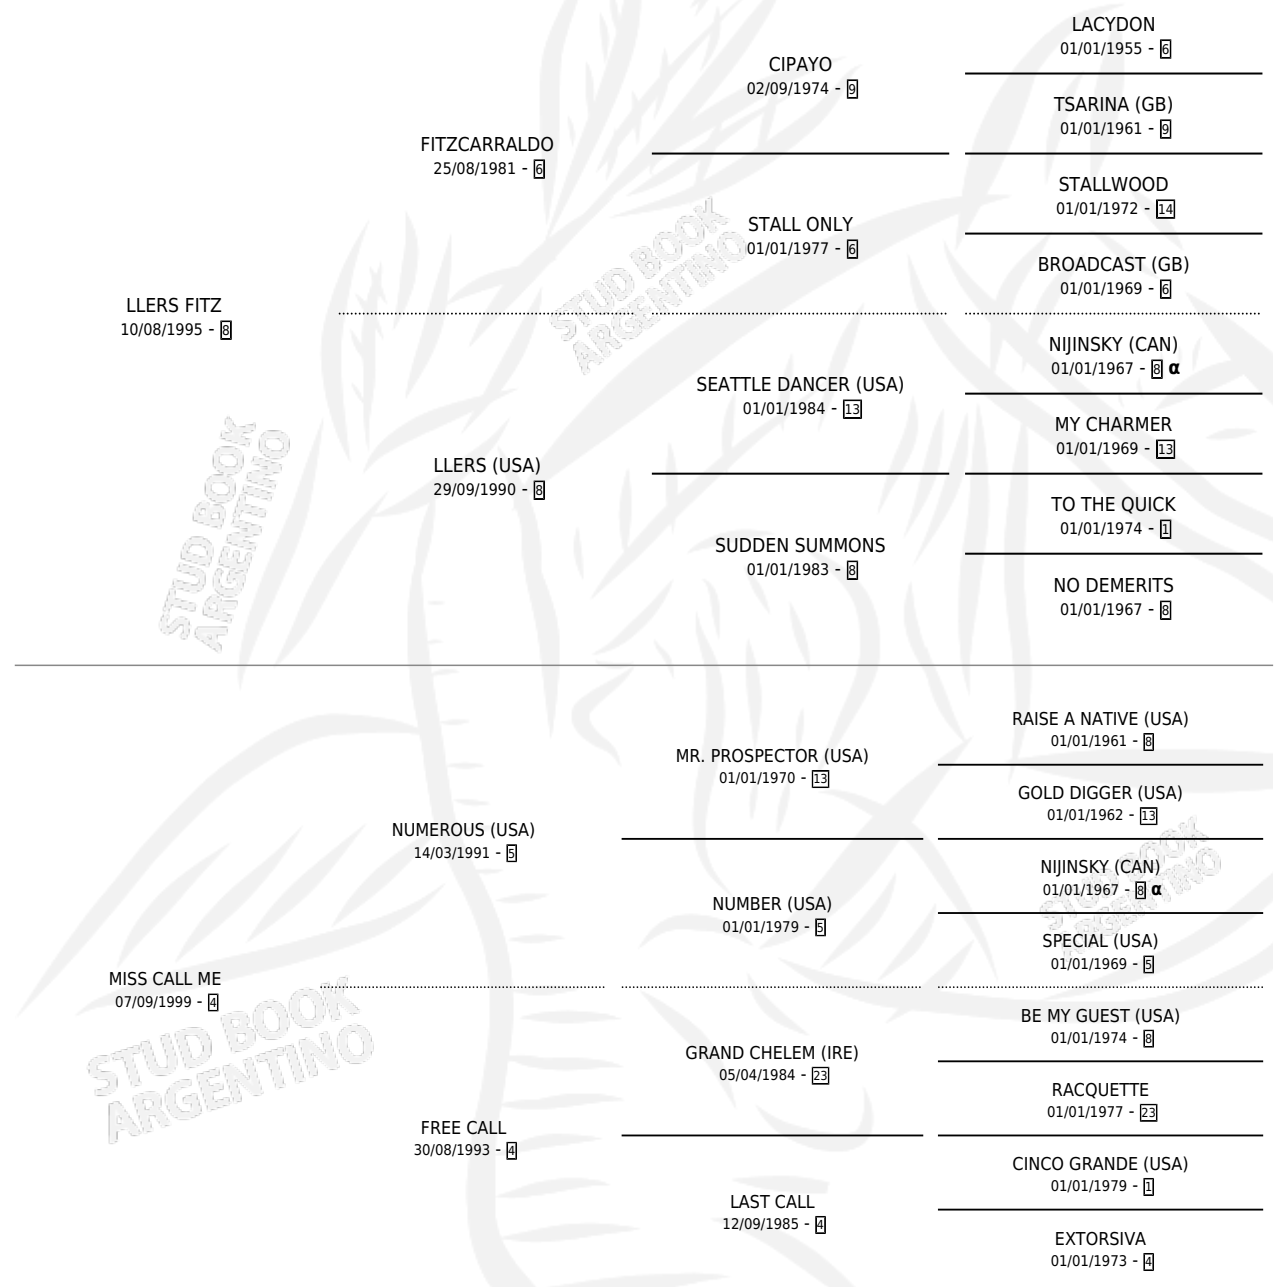 LACYDON
01/01/1955 - 6
CIPAYO
02/09/1974 - 9
TSARINA (GB)
01/01/1961 - 9
FITZCARRALDO
25/08/1981 - 6
STALLWOOD
01/01/1972 - 14
STALL ONLY
01/01/1977 - 6
BROADCAST (GB)
01/01/1969 - 6
LLERS FITZ
10/08/1995 - 8
NIJINSKY (CAN)
01/01/1967 - 8 α
SEATTLE DANCER (USA)
01/01/1984 - 13
MY CHARMER
01/01/1969 - 13
LLERS (USA)
29/09/1990 - 8
TO THE QUICK
01/01/1974 - 1
SUDDEN SUMMONS
01/01/1983 - 8
NO DEMERITS
01/01/1967 - 8
RAISE A NATIVE (USA)
01/01/1961 - 8
MR. PROSPECTOR (USA)
01/01/1970 - 13
GOLD DIGGER (USA)
01/01/1962 - 13
NUMEROUS (USA)
14/03/1991 - 5
NIJINSKY (CAN)
01/01/1967 - 8 α
NUMBER (USA)
01/01/1979 - 5
SPECIAL (USA)
01/01/1969 - 5
MISS CALL ME
07/09/1999 - 4
BE MY GUEST (USA)
01/01/1974 - 8
GRAND CHELEM (IRE)
05/04/1984 - 23
RACQUETTE
01/01/1977 - 23
FREE CALL
30/08/1993 - 4
CINCO GRANDE (USA)
01/01/1979 - 1
LAST CALL
12/09/1985 - 4
EXTORSIVA
01/01/1973 - 4
STUD BOOK
ARGENTINO
STUD BOOK
ARGENTINO
STUD BOOK
ARGENTINO
STUD BOOK
ARGENTINO